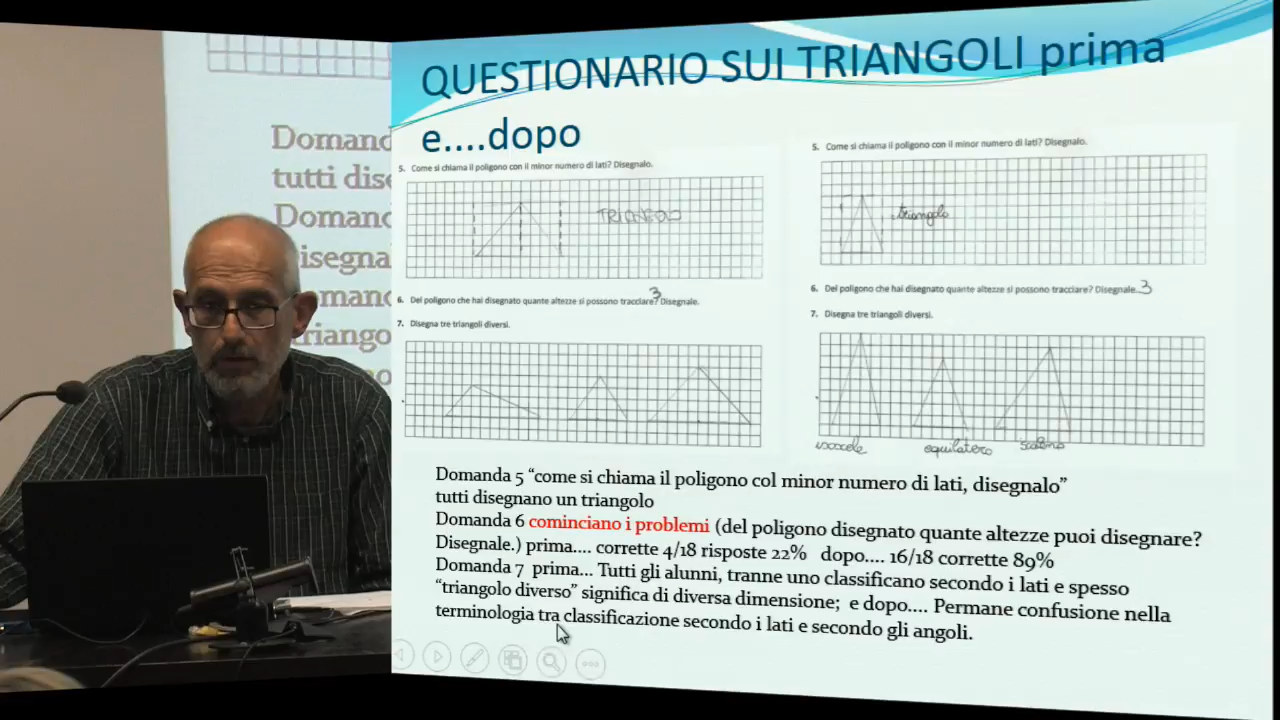 QUESTIONARIO SUI TRIANGOLI prima
e....dopo
5. Come si chiama il poligono con il minor numero di lati? Disegnalo.
TRIANGOLO
6. Del poligono che hai disegnato quante altezze si possono tracciare? Disegnale.
3
7. Disegna tre triangoli diversi.
5. Come si chiama il poligono con il minor numero di lati? Disegnalo.
triangolo
6. Del poligono che hai disegnato quante altezze si possono tracciare? Disegnale. 3
7. Disegna tre triangoli diversi.
isoscele equilatero scaleno
Domanda 5 “come si chiama il poligono col minor numero di lati, disegnalo”
tutti disegnano un triangolo
Domanda 6 cominciano i problemi (del poligono disegnato quante altezze puoi disegnare?
Disegnale.) prima.... corrette 4/18 risposte 22% dopo.... 16/18 corrette 89%
Domanda 7 prima... Tutti gli alunni, tranne uno classificano secondo i lati e spesso
“triangolo diverso” significa di diversa dimensione; e dopo.... Permane confusione nella
terminologia tra classificazione secondo i lati e secondo gli angoli.
Domand
tutti dise
Domand
isegna
omand
triango